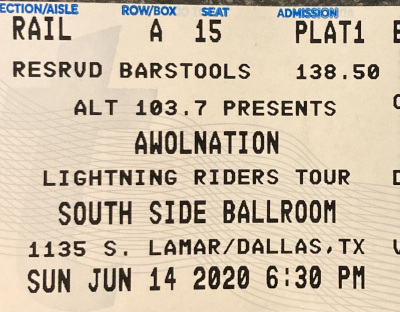 ECTION/AISLE ROW/BOX SEAT ADMISSION
RAIL A 15 PLAT1
RESRVD BARSTOOLS 138.50
ALT 103.7 PRESENTS
AWOLNATION
LIGHTNING RIDERS TOUR
SOUTH SIDE BALLROOM
1135 S. LAMAR/DALLAS,TX
SUN JUN 14 2020 6:30 PM